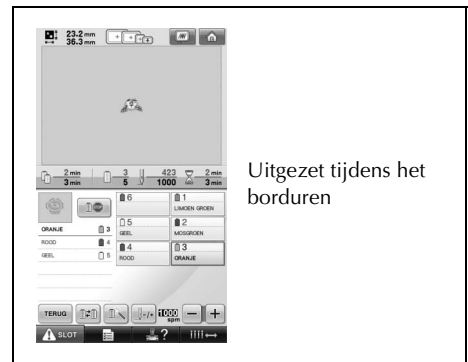 23.2 mm
36.3 mm
2 min
3 min
3
5
423
1000
2 min
3 min
6
1
LIMOEN GROEN
5
GEEL
2
MOSGROEN
4
ROOD
3
ORANJE
ORANJE 3
ROOD 4
GEEL 5
TERUG
-/+
1000
spm
SLOT
?
Uitgezet tijdens het
borduren